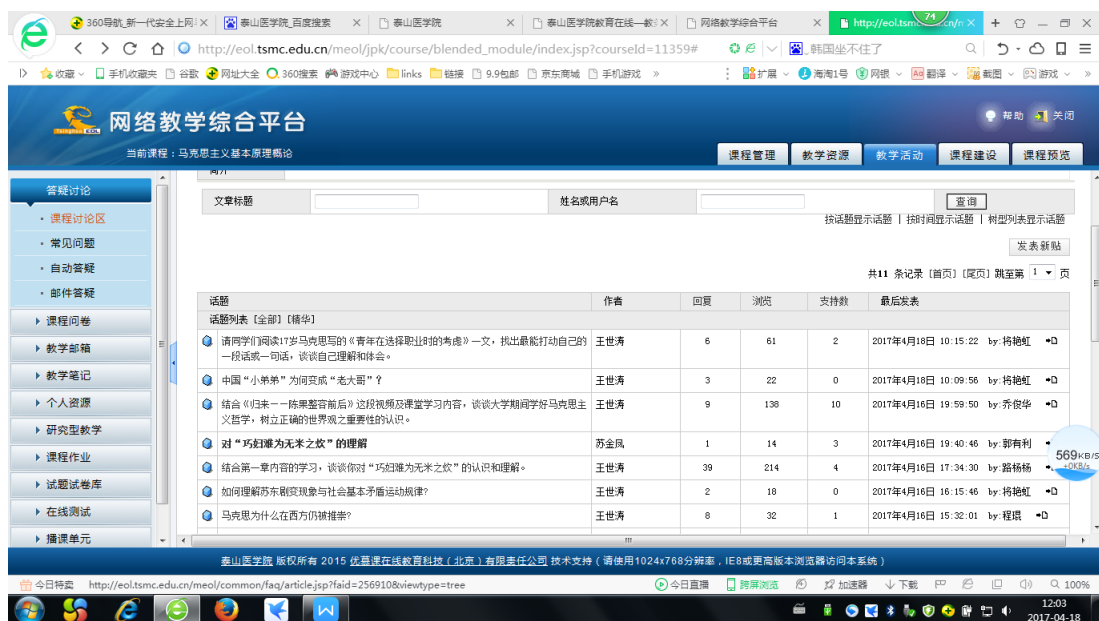 360导航_新一代安全上网 泰山医学院_百度搜索 泰山医学院 泰山医学院教育在线—教 网络教学综合平台 http://eol.tsmc.edu.cn/m 74
http://eol.tsmc.edu.cn/meol/jpk/course/blended_module/index.jsp?courseId=11359# 韩国坐不住了
收藏 手机收藏夹 谷歌 网址大全 360搜索 游戏中心 links 链接 9.9包邮 京东商城 手机游戏 » 扩展 海淘1号 网银 翻译 截图 游戏 »
网络教学综合平台 帮助 关闭
当前课程：马克思主义基本原理概论 课程管理 教学资源 教学活动 课程建设 课程预览
答疑讨论
· 课程讨论区
· 常见问题
· 自动答疑
· 邮件答疑
课程问卷
教学邮箱
教学笔记
个人资源
研究型教学
课程作业
试题试卷库
在线测试
播课单元
简介
文章标题 姓名或用户名 查询
按话题显示话题 | 按时间显示话题 | 树型列表显示话题
发表新贴
共11 条记录 [首页] [尾页] 跳至第 1 页
话题 作者 回复 浏览 支持数 最后发表
话题列表 [全部] [精华]
请同学们阅读17岁马克思写的《青年在选择职业时的考虑》一文，找出最能打动自己的 王世涛 6 61 2 2017年4月18日 10:15:22 by:将艳虹
一段话或一句话，谈谈自己理解和体会。
中国“小弟弟”为何变成“老大哥”？ 王世涛 3 22 0 2017年4月18日 10:09:56 by:将艳虹
结合《归来－－陈果整容前后》这段视频及课堂学习内容，谈谈大学期间学好马克思主 王世涛 9 138 10 2017年4月16日 19:59:50 by:乔俊华
义哲学，树立正确的世界观之重要性的认识。
对“巧妇难为无米之炊”的理解 苏金凤 1 14 3 2017年4月16日 19:40:46 by:郭有利
结合第一章内容的学习，谈谈你对“巧妇难为无米之炊”的认识和理解。 王世涛 39 214 4 2017年4月16日 17:34:30 by:路杨杨
如何理解苏东剧变现象与社会基本矛盾运动规律? 王世涛 2 18 0 2017年4月16日 16:15:46 by:将艳虹
马克思为什么在西方仍被推崇? 王世涛 8 32 1 2017年4月16日 15:32:01 by:程琨
569KB/S
+0KB/s
泰山医学院 版权所有 2015 优慕课在线教育科技（北京）有限责任公司 技术支持（请使用1024x768分辨率，IE8或更高版本浏览器访问本系统）
今日特卖 http://eol.tsmc.edu.cn/meol/common/faq/article.jsp?faid=256910&viewtype=tree 今日直播 跨屏浏览 加速器 下载 100%
12:03
2017-04-18